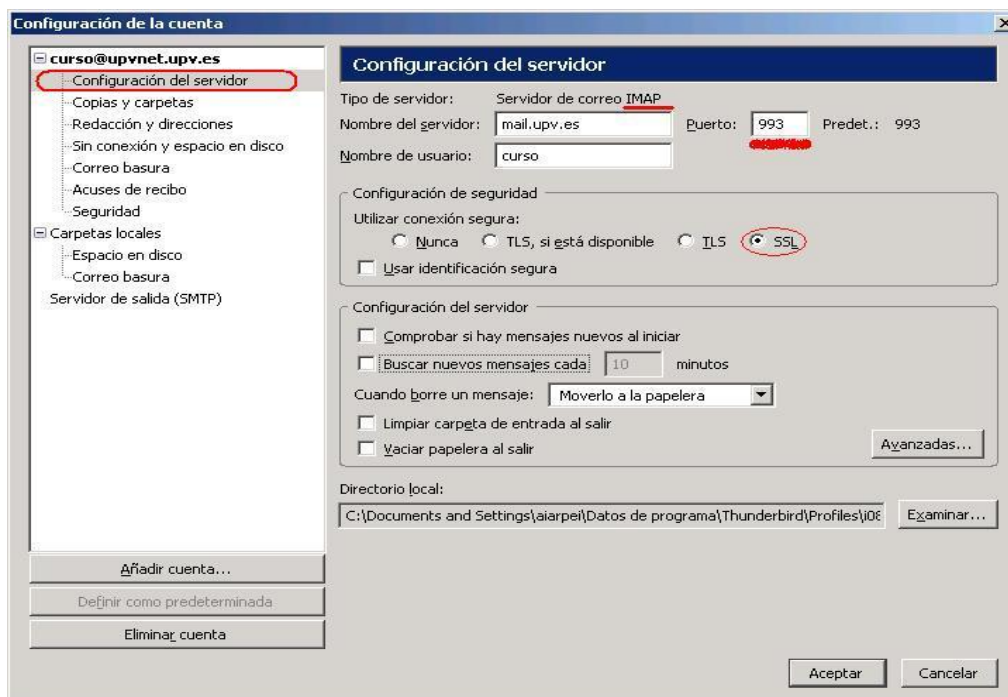 Configuración de la cuenta
curso@upvnet.upv.es
Configuración del servidor
Copias y carpetas
Redacción y direcciones
Sin conexión y espacio en disco
Correo basura
Acuses de recibo
Seguridad
Carpetas locales
Espacio en disco
Correo basura
Servidor de salida (SMTP)
Añadir cuenta...
Definir como predeterminada
Eliminar cuenta
Configuración del servidor
Tipo de servidor: Servidor de correo IMAP
Nombre del servidor: mail.upv.es Puerto: 993 Predet.: 993
Nombre de usuario: curso
Configuración de seguridad
Utilizar conexión segura:
Nunca TLS, si está disponible TLS SSL
Usar identificación segura
Configuración del servidor
Comprobar si hay mensajes nuevos al iniciar
Buscar nuevos mensajes cada 10 minutos
Cuando borre un mensaje: Moverlo a la papelera
Limpiar carpeta de entrada al salir
Vaciar papelera al salir
Avanzadas...
Directorio local:
C:\Documents and Settings\aiarpei\Datos de programa\Thunderbird\Profiles\i08 Examinar...
Aceptar Cancelar